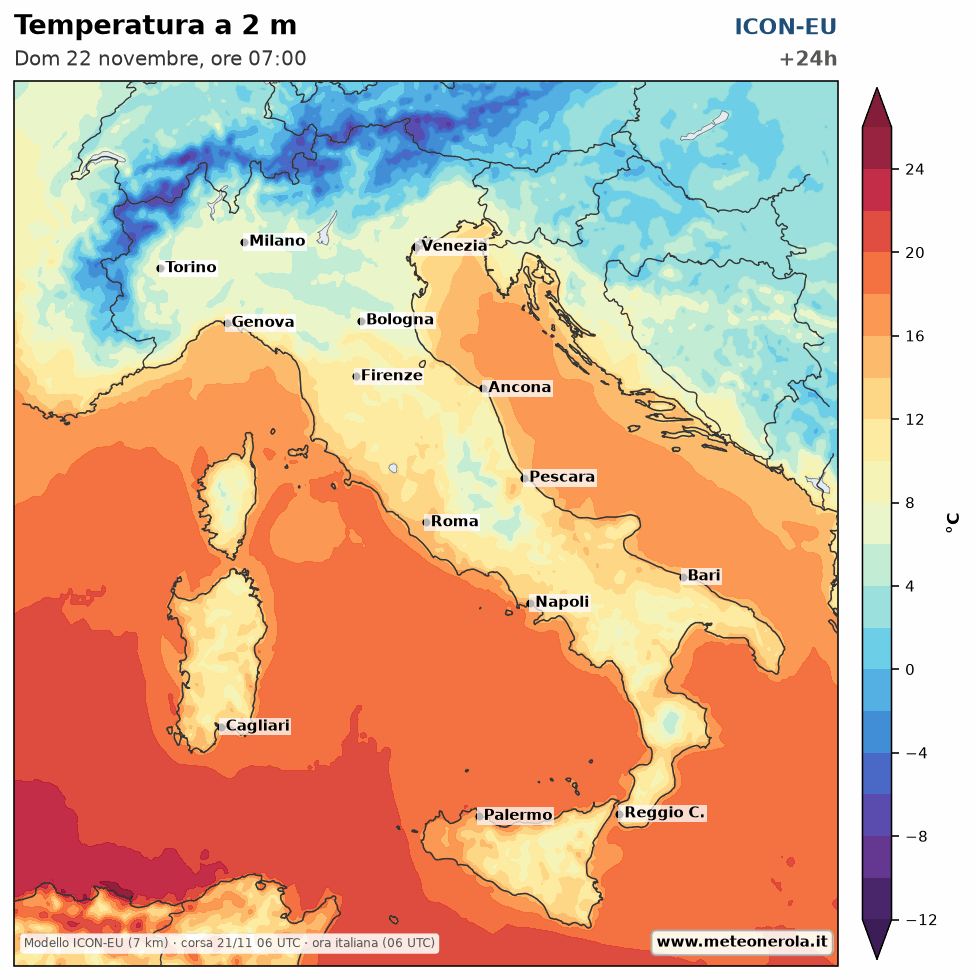 Temperatura a 2 m
ICON-EU
Dom 22 novembre, ore 07:00
+24h
Milano
Venezia
Torino
Genova
Bologna
Firenze
Ancona
Pescara
Roma
Bari
Napoli
Cagliari
Palermo
Reggio C.
24
20
16
12
8
4
0
−4
−8
−12
°C
Modello ICON-EU (7 km) · corsa 21/11 06 UTC · ora italiana (06 UTC)
www.meteonerola.it